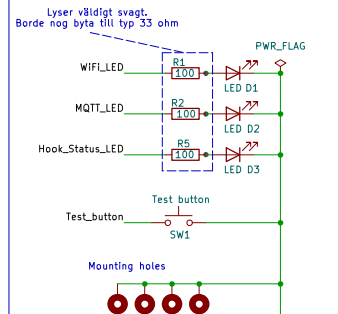 Lyser väldigt svagt.
Borde nog byta till typ 33 ohm
PWR_FLAG
WiFi_LED
R1
100
LED D1
MQTT_LED
R2
100
LED D2
Hook_Status_LED
R5
100
LED D3
Test button
Test_button
SW1
Mounting holes